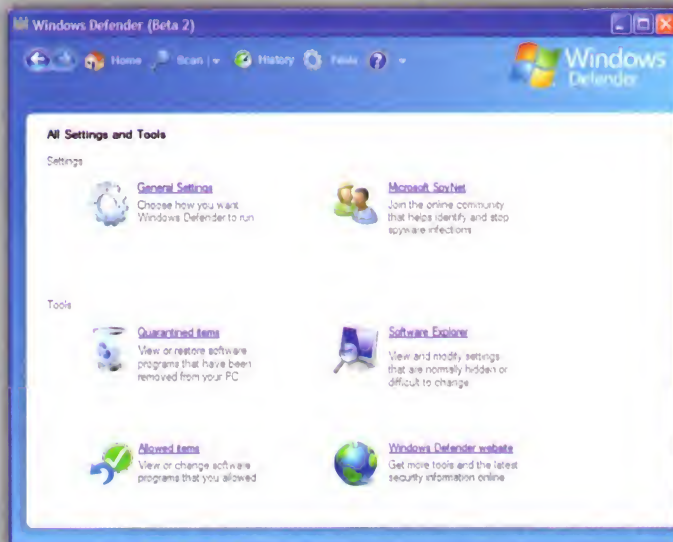 Windows Defender (Beta 2)
Home Scan History Tools
Windows
Defender
All Settings and Tools
Settings
General Settings
Choose how you want
Windows Defender to run
Microsoft SpyNet
Join the online community
that helps identify and stop
spyware infections
Tools
Quarantined items
View or restore software
programs that have been
removed from your PC
Software Explorer
View and modify settings
that are normally hidden or
difficult to change
Allowed items
View or change software
programs that you allowed
Windows Defender website
Get more tools and the latest
security information online